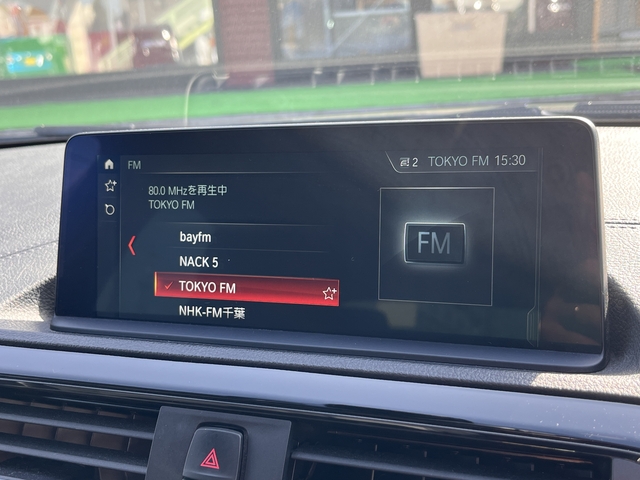 FM
2 TOKYO FM 15:30
80.0 MHzを再生中
TOKYO FM
bayfm
NACK 5
TOKYO FM
NHK-FM千葉
FM